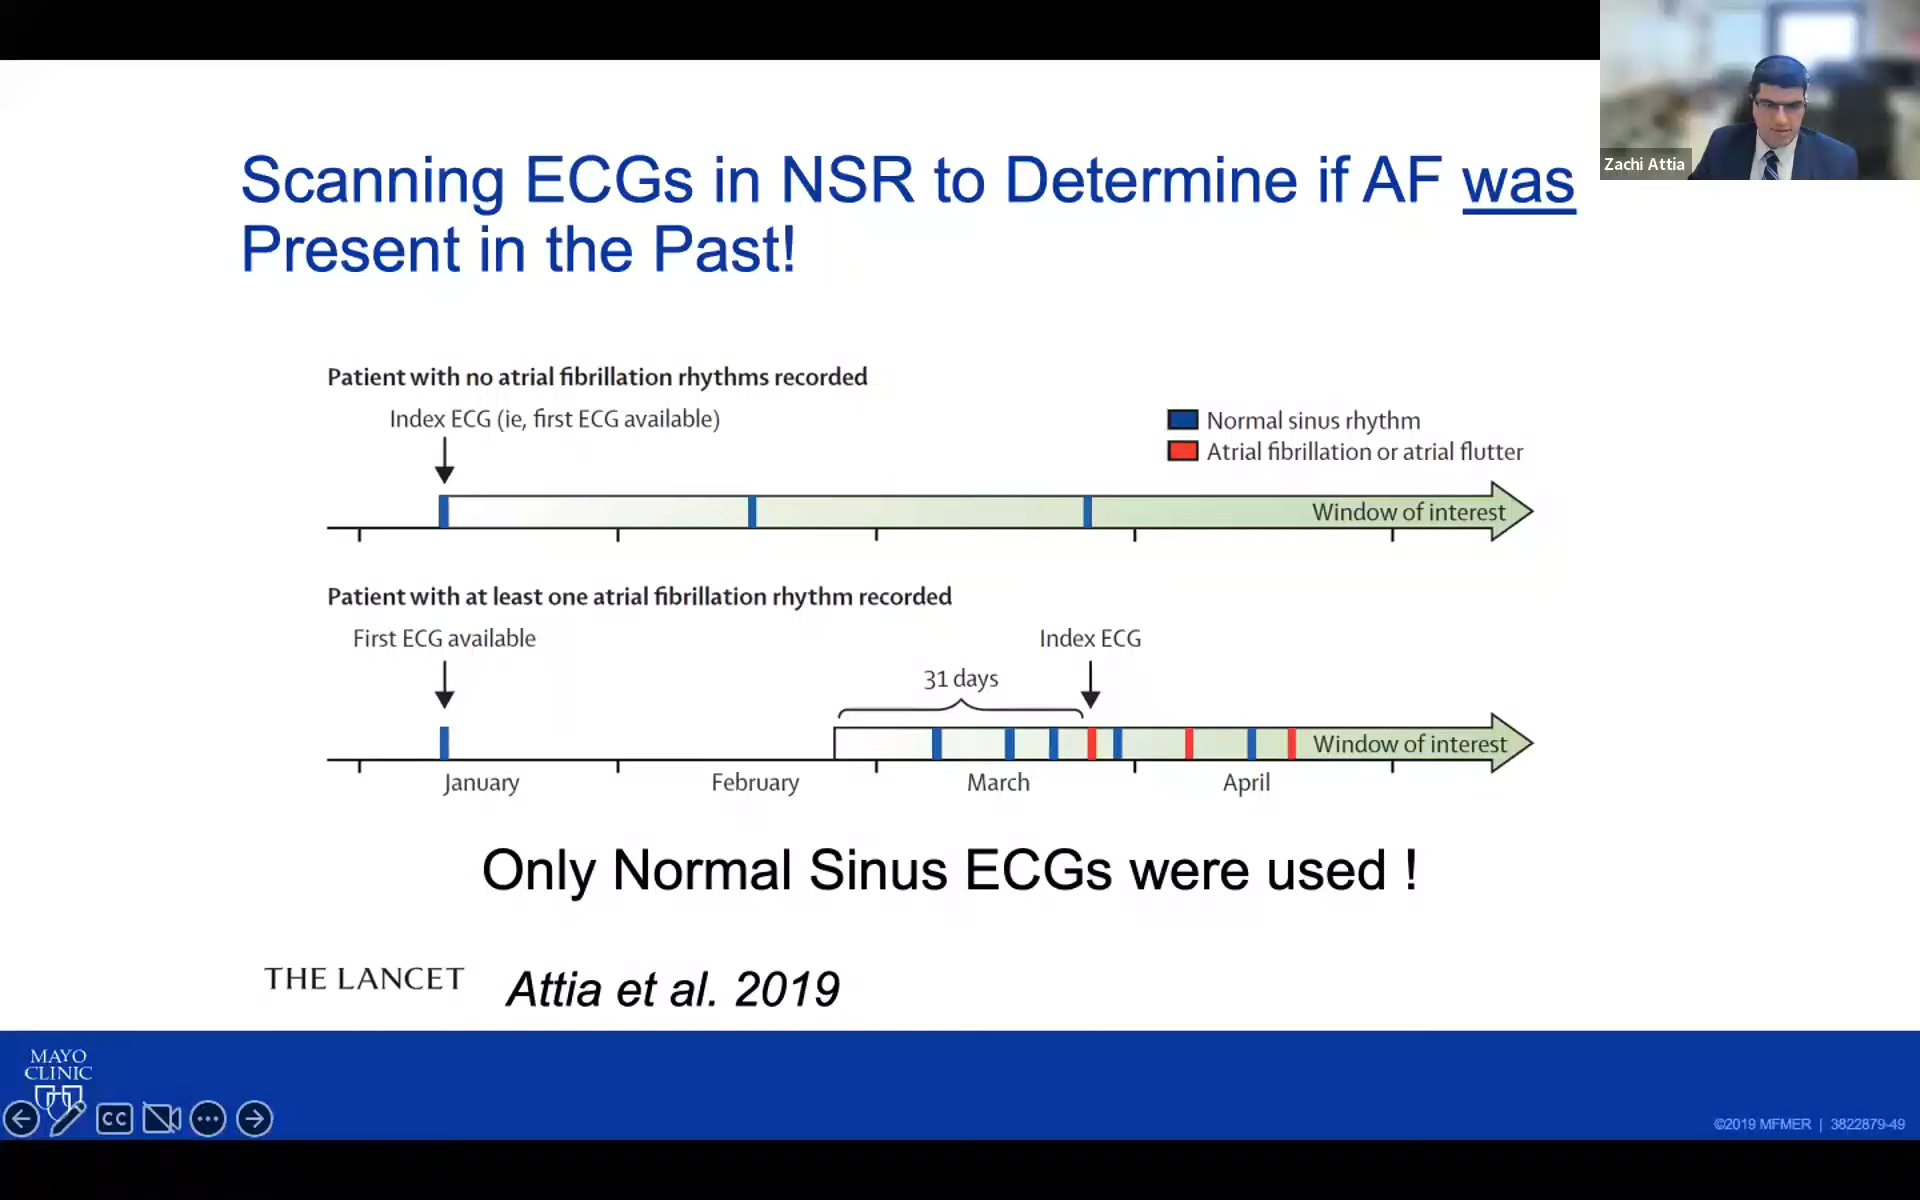 Zachi Attia
Scanning ECGs in NSR to Determine if AF was
Present in the Past!
Patient with no atrial fibrillation rhythms recorded
Index ECG (ie, first ECG available)
Normal sinus rhythm
Atrial fibrillation or atrial flutter
Window of interest
Patient with at least one atrial fibrillation rhythm recorded
First ECG available
Index ECG
31 days
Window of interest
January February March April
Only Normal Sinus ECGs were used !
THE LANCET Attia et al. 2019
MAYO
CLINIC
CC
©2019 MFMER | 3822879-49